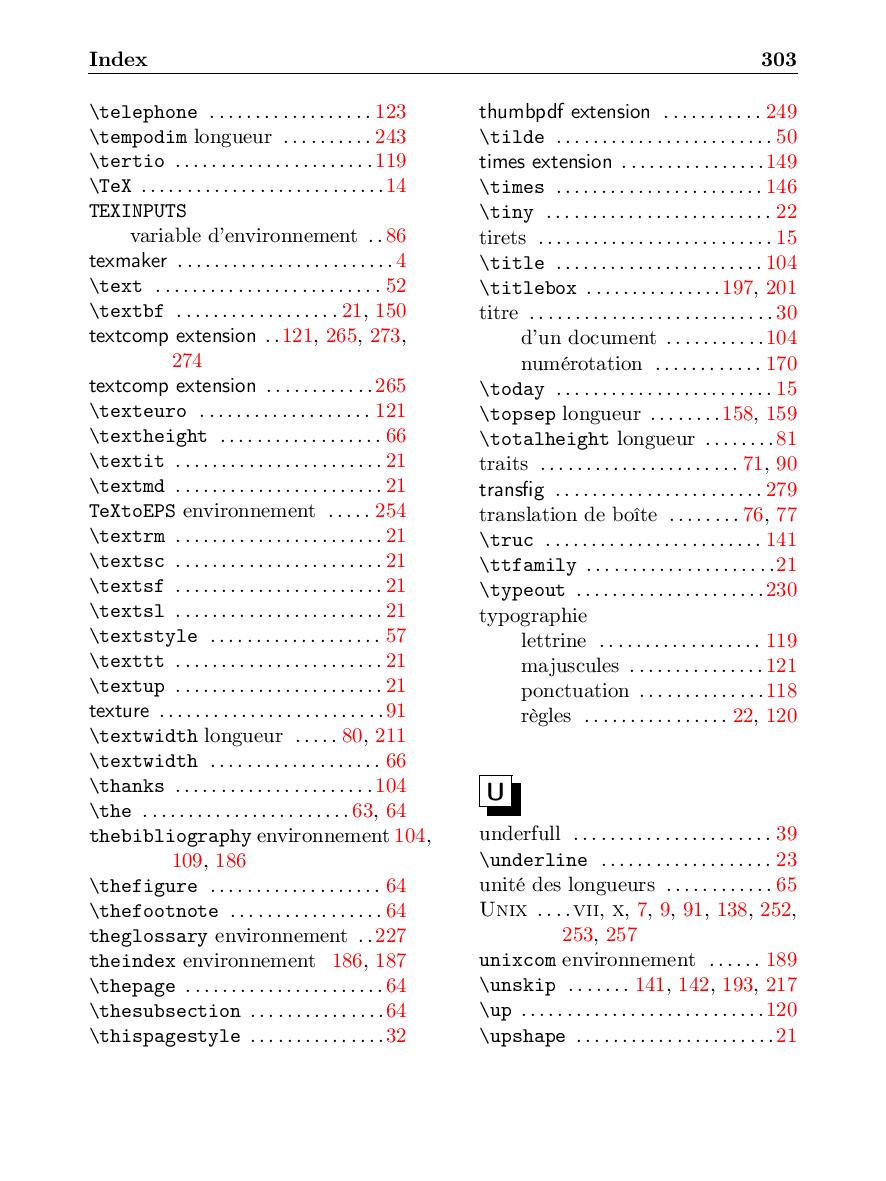 Index 303
\telephone .................. 123
\tempodim longueur .......... 243
\tertio ...................... 119
\TeX ........................... 14
TEXINPUTS
variable d'environnement .. 86
texmaker ........................ 4
\text ......................... 52
\textbf .................. 21, 150
textcomp extension .. 121, 265, 273,
274
textcomp extension ............ 265
\texteuro ................... 121
\textheight .................. 66
\textit ....................... 21
\textmd ....................... 21
TeXtoEPS environnement ..... 254
\textrm ....................... 21
\textsc ....................... 21
\textsf ....................... 21
\textsl ....................... 21
\textstyle ................... 57
\texttt ....................... 21
\textup ....................... 21
texture ......................... 91
\textwidth longueur ..... 80, 211
\textwidth ................... 66
\thanks ...................... 104
\the ....................... 63, 64
thebibliography environnement 104,
109, 186
\thefigure ................... 64
\thefootnote ................. 64
theglossary environnement .. 227
theindex environnement 186, 187
\thepage ...................... 64
\thesubsection ............... 64
\thispagestyle ............... 32
thumbpdf extension ........... 249
\tilde ........................ 50
times extension ................ 149
\times ....................... 146
\tiny ......................... 22
tirets .......................... 15
\title ....................... 104
\titlebox ............... 197, 201
titre ........................... 30
d'un document ........... 104
numérotation ............ 170
\today ........................ 15
\topsep longueur ........ 158, 159
\totalheight longueur ........ 81
traits ...................... 71, 90
transfig ....................... 279
translation de boîte ........ 76, 77
\truc ........................ 141
\ttfamily ..................... 21
\typeout ..................... 230
typographie
lettrine .................. 119
majuscules ............... 121
ponctuation .............. 118
règles ................ 22, 120
U
underfull ...................... 39
\underline ................... 23
unité des longueurs ............ 65
Unix .... vii, x, 7, 9, 91, 138, 252,
253, 257
unixcom environnement ...... 189
\unskip ....... 141, 142, 193, 217
\up ........................... 120
\upshape ...................... 21